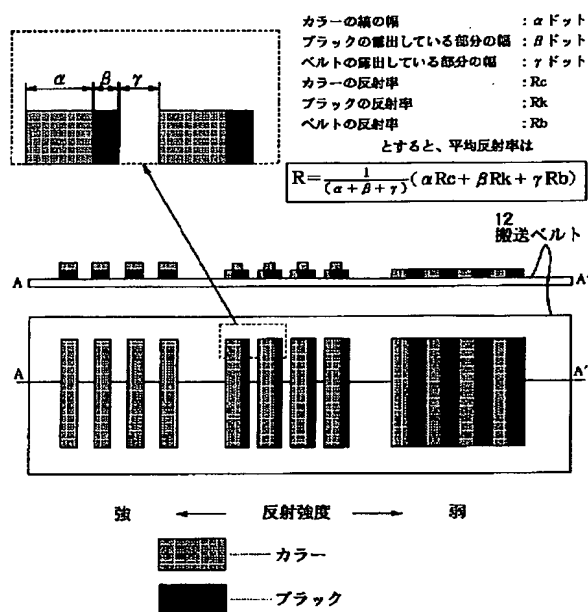 カラーの縞の幅 : αドット
ブラックの露出している部分の幅 : βドット
ベルトの露出している部分の幅 : γドット
カラーの反射率 : Rc
ブラックの反射率 : Rk
ベルトの反射率 : Rb
とすると、平均反射率は
R=1/(α+β+γ)(αRc+βRk+γRb)
α β γ
12
搬送ベルト
A A'
A A'
強 ← 反射強度 → 弱
カラー
ブラック